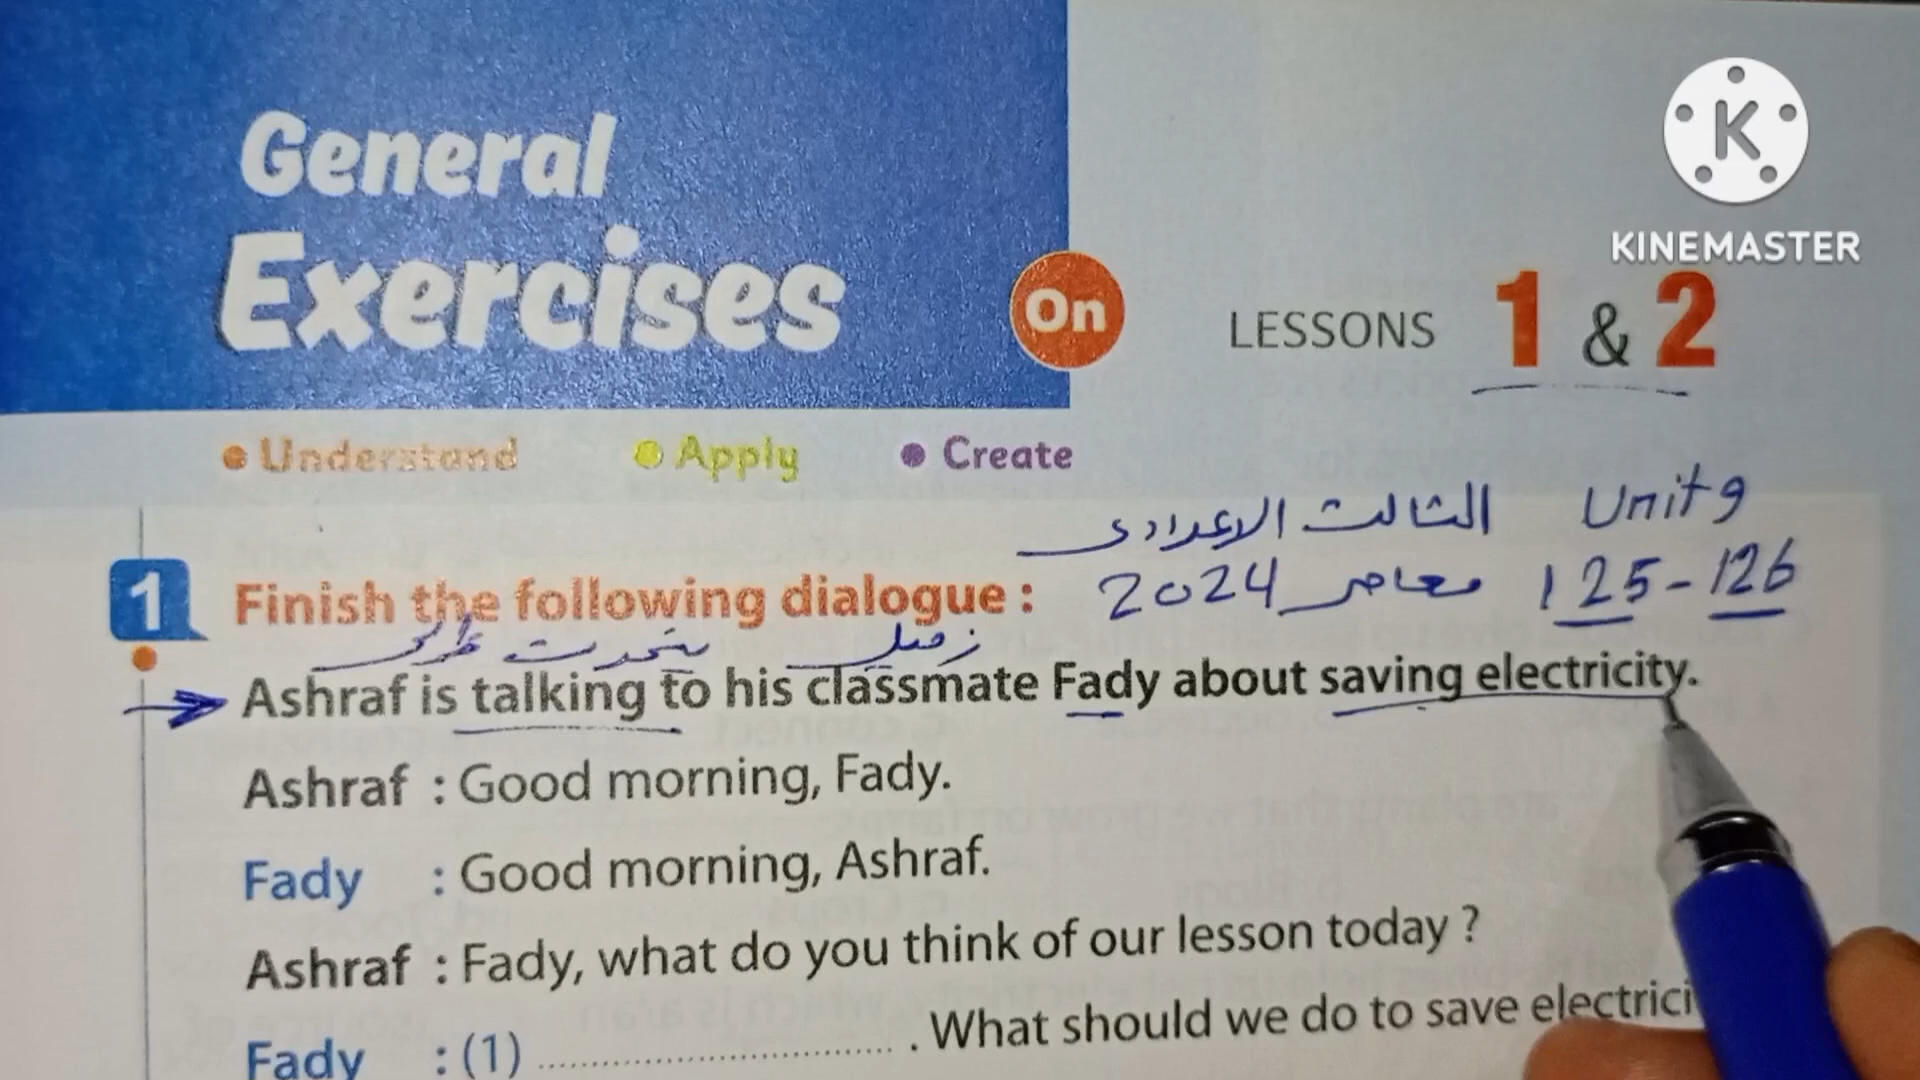 KINEMASTER
General
Exercises
On
LESSONS 1 & 2
Understand
Apply
Create
الثالث الاعدادى Unit 9
2024 معاصر 125-126
1 Finish the following dialogue :
يتحدث
زميل
Ashraf is talking to his classmate Fady about saving electricity.
Ashraf : Good morning, Fady.
Fady : Good morning, Ashraf.
Ashraf : Fady, what do you think of our lesson today ?
Fady : (1) ........................................ . What should we do to save electrici